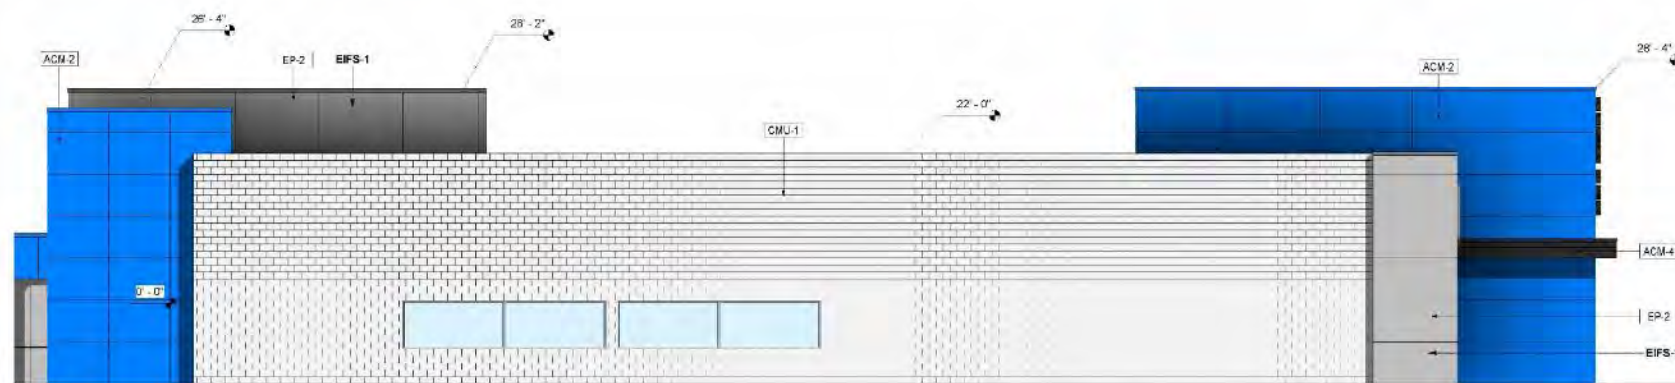 26' - 4"
28' - 2"
28' - 4"
ACM-2
EP-2
EIFS-1
ACM-2
22' - 0"
CMU-1
ACM-4
0' - 0"
EP-2
EIFS-